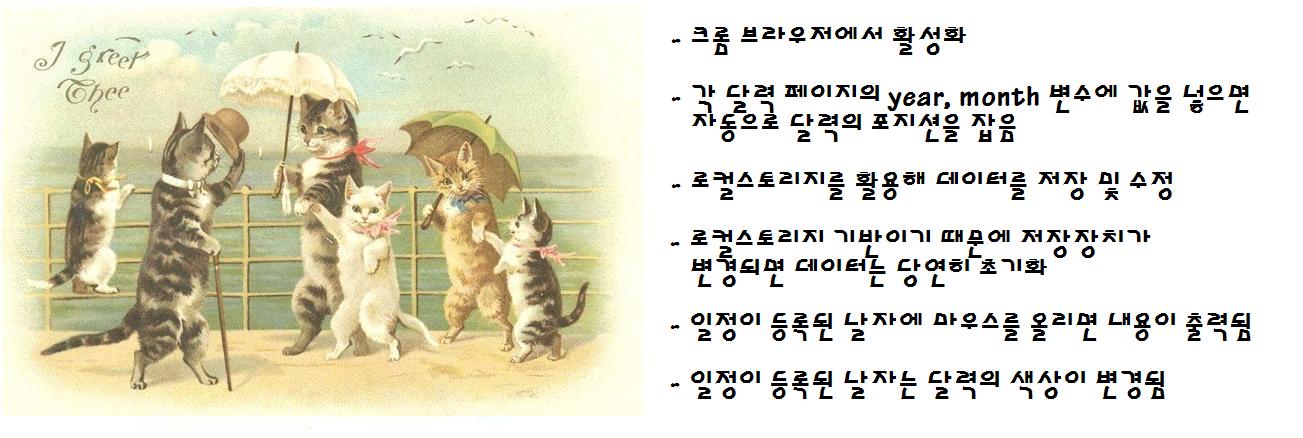 I greet
Thee
- 크롬 브라우저에서 활성화
- 각 달력 페이지의 year, month 변수에 값을 넣으면
자동으로 달력의 포지션을 잡음
- 로컬스토리지를 활용해 데이터를 저장 및 수정
- 로컬스토리지 기반이기 때문에 저장장치가
변경되면 데이터는 당연히 초기화
- 일정이 등록된 날자에 마우스를 올리면 내용이 출력됨
- 일정이 등록된 날자는 달력의 색상이 변경됨